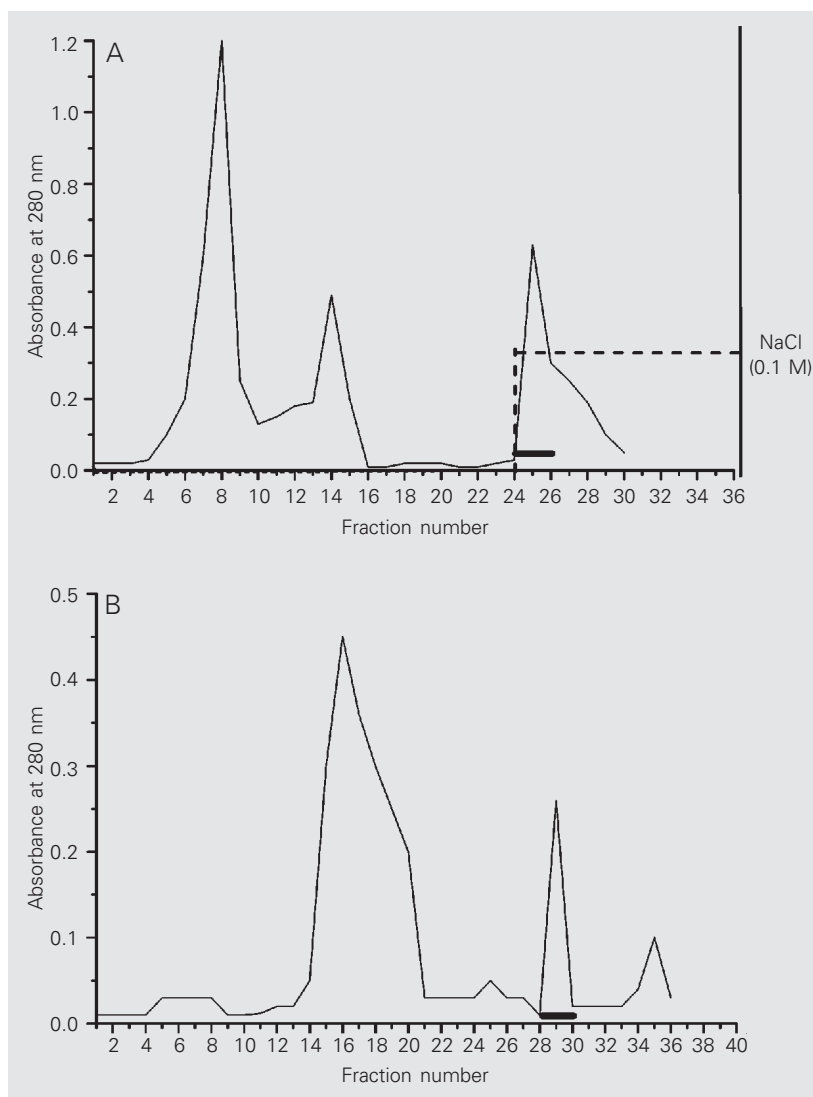 A
1.2
1.0
0.8
0.6
0.4
0.2
0.0
Absorbance at 280 nm
NaCl
(0.1 M)
2 4 6 8 10 12 14 16 18 20 22 24 26 28 30 32 34 36
Fraction number
B
0.5
0.4
0.3
0.2
0.1
0.0
Absorbance at 280 nm
2 4 6 8 10 12 14 16 18 20 22 24 26 28 30 32 34 36 38 40
Fraction number